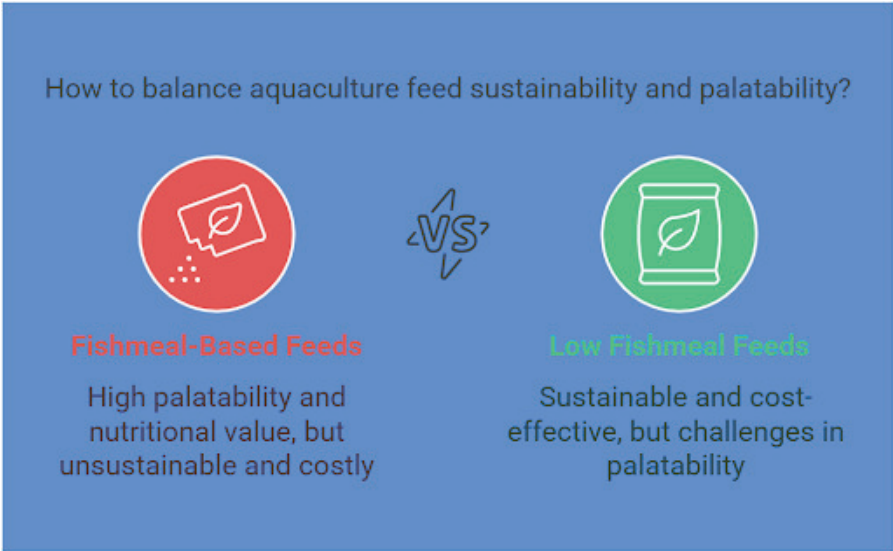 How to balance aquaculture feed sustainability and palatability?
VS
Fishmeal-Based Feeds
High palatability and
nutritional value, but
unsustainable and costly
Low Fishmeal Feeds
Sustainable and cost-
effective, but challenges in
palatability